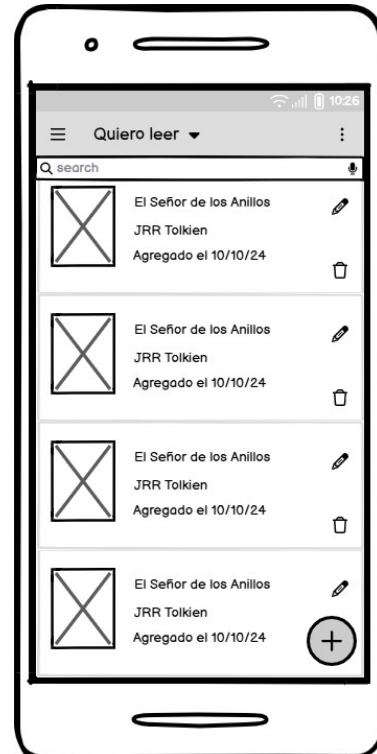 10:26
Quiero leer
search
El Señor de los Anillos
JRR Tolkien
Agregado el 10/10/24
El Señor de los Anillos
JRR Tolkien
Agregado el 10/10/24
El Señor de los Anillos
JRR Tolkien
Agregado el 10/10/24
El Señor de los Anillos
JRR Tolkien
Agregado el 10/10/24